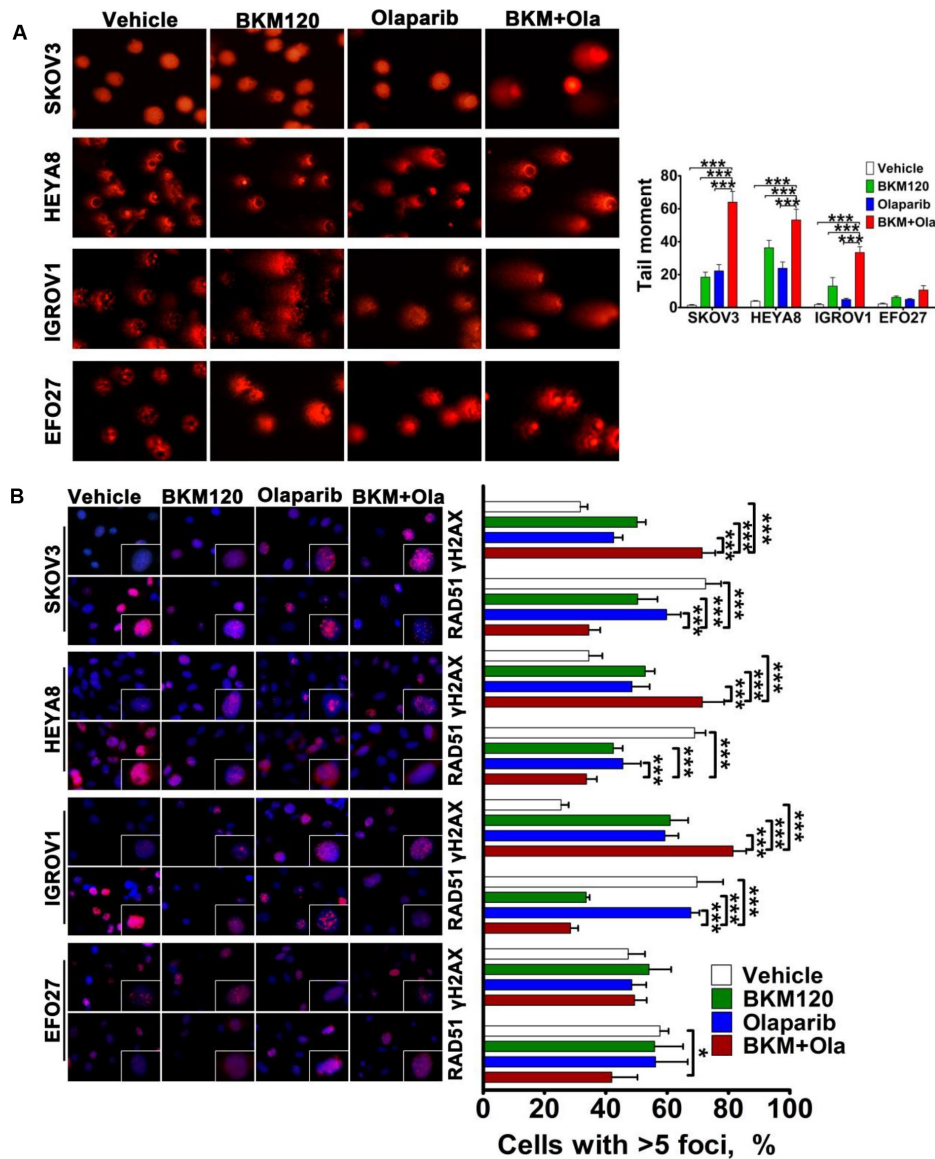 A
Vehicle BKM120 Olaparib BKM+Ola
SKOV3
HEYA8
IGROV1
EFO27
Tail moment
80
60
40
20
0
*** *** ***
*** *** ***
*** *** ***
Vehicle
BKM120
Olaparib
BKM+Ola
SKOV3 HEYA8 IGROV1 EFO27
B
Vehicle BKM120 Olaparib BKM+Ola
SKOV3
γH2AX
RAD51
HEYA8
γH2AX
RAD51
IGROV1
γH2AX
RAD51
EFO27
γH2AX
RAD51
*** *** ***
*** *** ***
*** *** ***
*** *** ***
*** *** ***
*** *** ***
*
Vehicle
BKM120
Olaparib
BKM+Ola
0 20 40 60 80 100
Cells with >5 foci, %